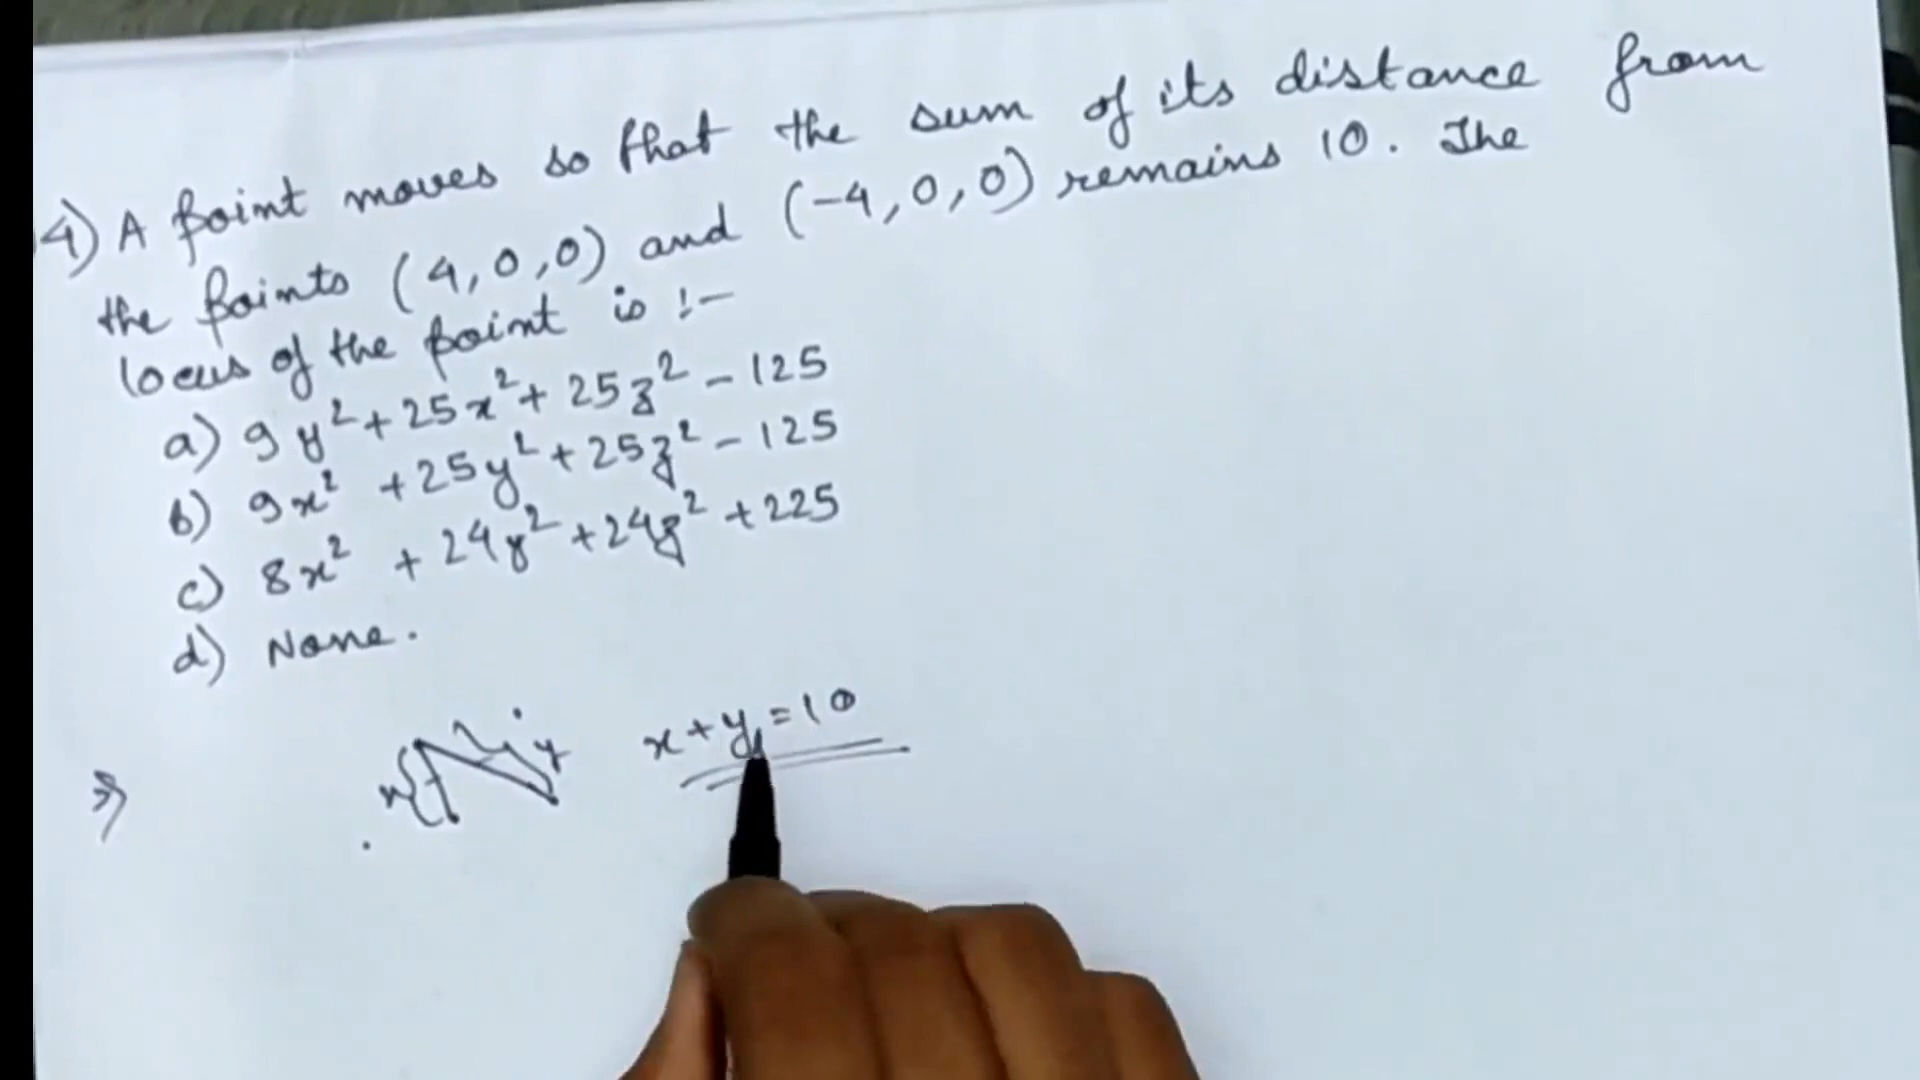 4) A point moves so that the sum of its distance from
the points (4,0,0) and (-4,0,0) remains 10. The
locus of the point is :-
a) 9y² + 25x² + 25z² - 125
b) 9x² + 25y² + 25z² - 125
c) 8x² + 24y² + 24z² + 225
d) None.
⇒ x y x + y = 10